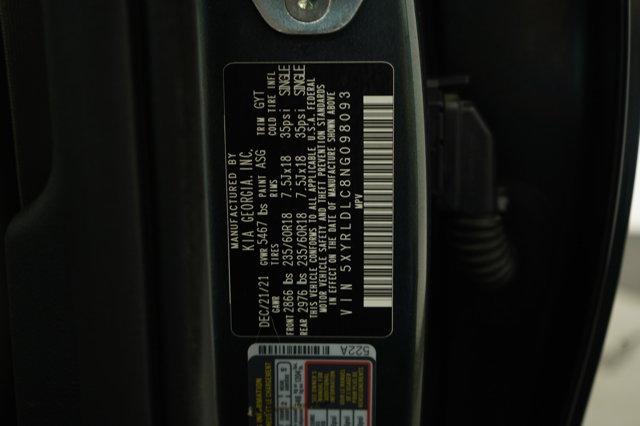 MANUFACTURED BY
KIA GEORGIA, INC.
DEC/21/21 GVWR 5467 lbs PAINT ASG TRIM GYT
GAWR TIRES RIMS COLD TIRE INFL
FRONT 2866 lbs 235/60R18 7.5Jx18 35psi SINGLE
REAR 2976 lbs 235/60R18 7.5Jx18 35psi SINGLE
THIS VEHICLE CONFORMS TO ALL APPLICABLE U.S.A. FEDERAL
MOTOR VEHICLE SAFETY AND THEFT PREVENTION STANDARDS
IN EFFECT ON THE DATE OF MANUFACTURE SHOWN ABOVE
VIN 5XYRLDLC8NG098093
MPV
522A